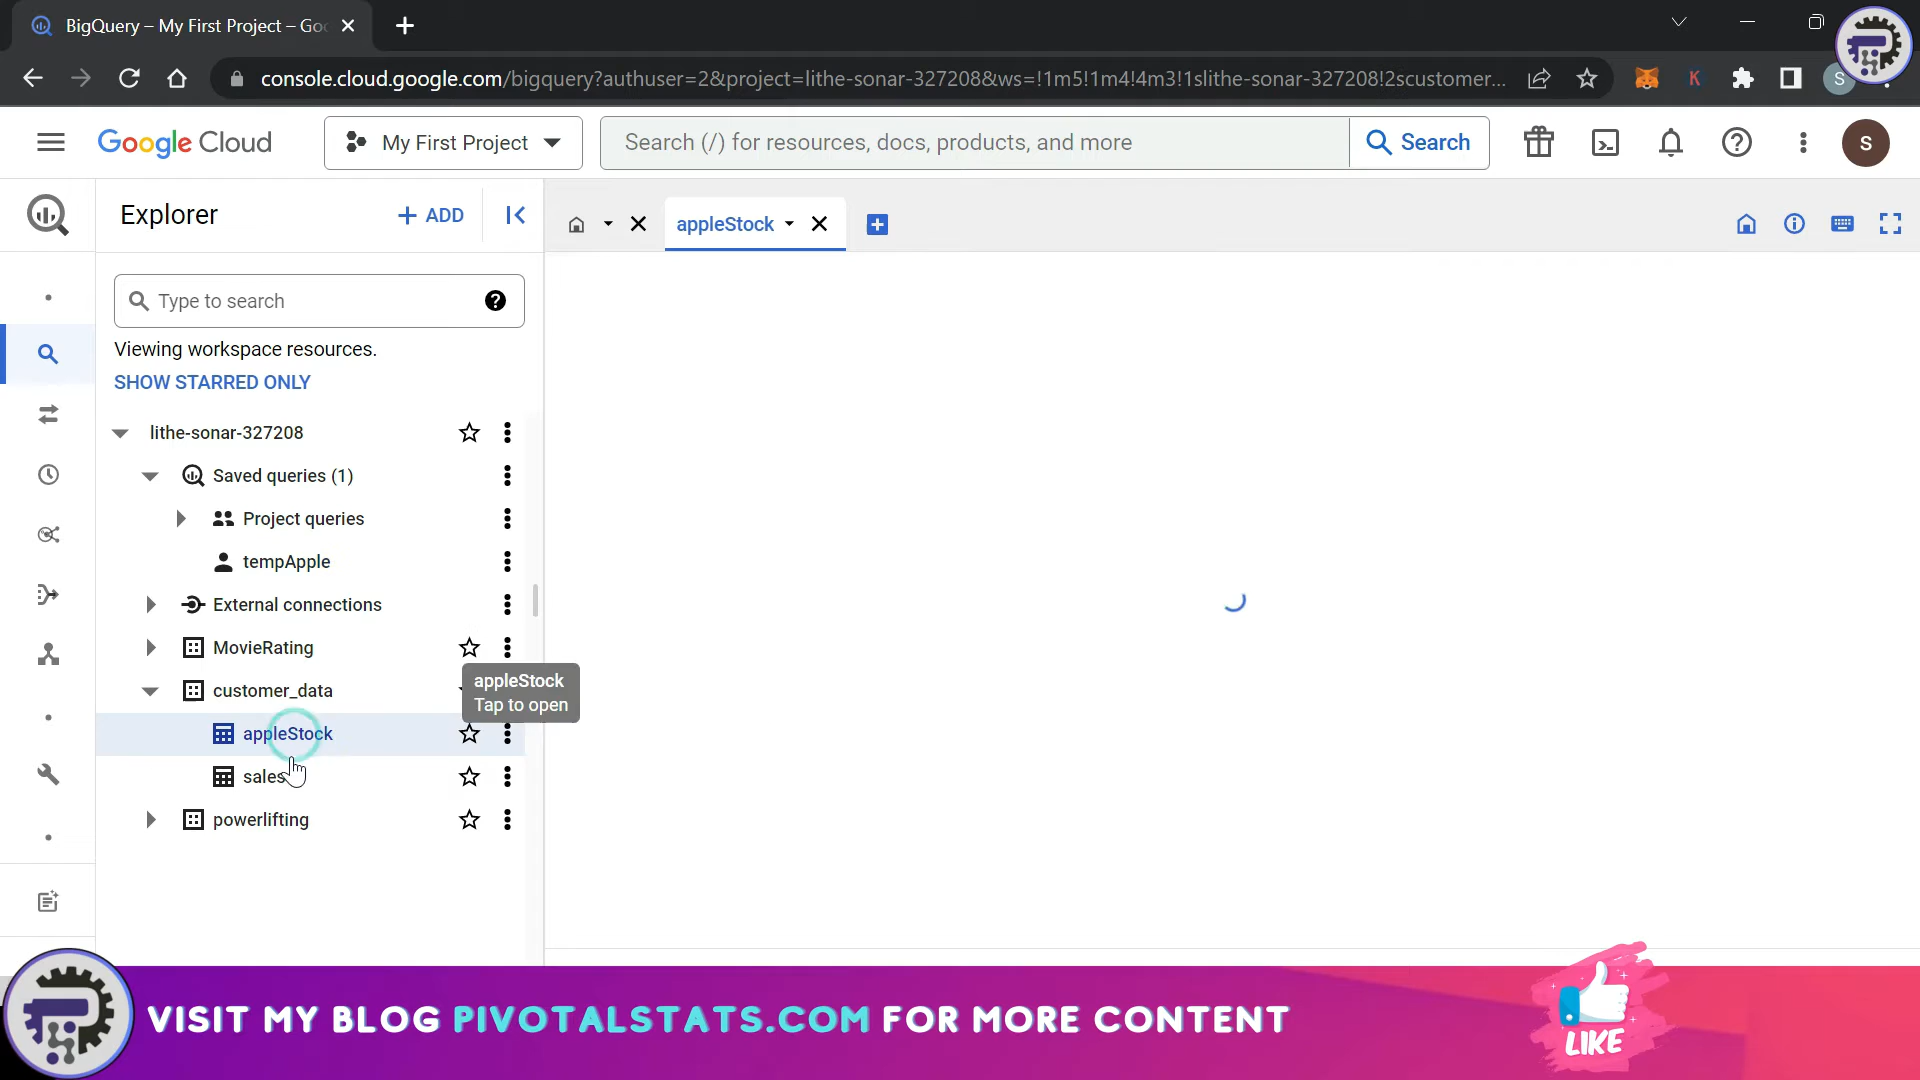 BigQuery – My First Project – Goo
console.cloud.google.com/bigquery?authuser=2&project=lithe-sonar-327208&ws=!1m5!1m4!4m3!1slithe-sonar-327208!2scustomer...
K
S
Google Cloud
My First Project
Search (/) for resources, docs, products, and more
Search
S
Explorer
+ ADD
appleStock
Type to search
Viewing workspace resources.
SHOW STARRED ONLY
lithe-sonar-327208
Saved queries (1)
Project queries
tempApple
External connections
MovieRating
customer_data
appleStock
Tap to open
appleStock
sales
powerlifting
VISIT MY BLOG PIVOTALSTATS.COM FOR MORE CONTENT
LIKE